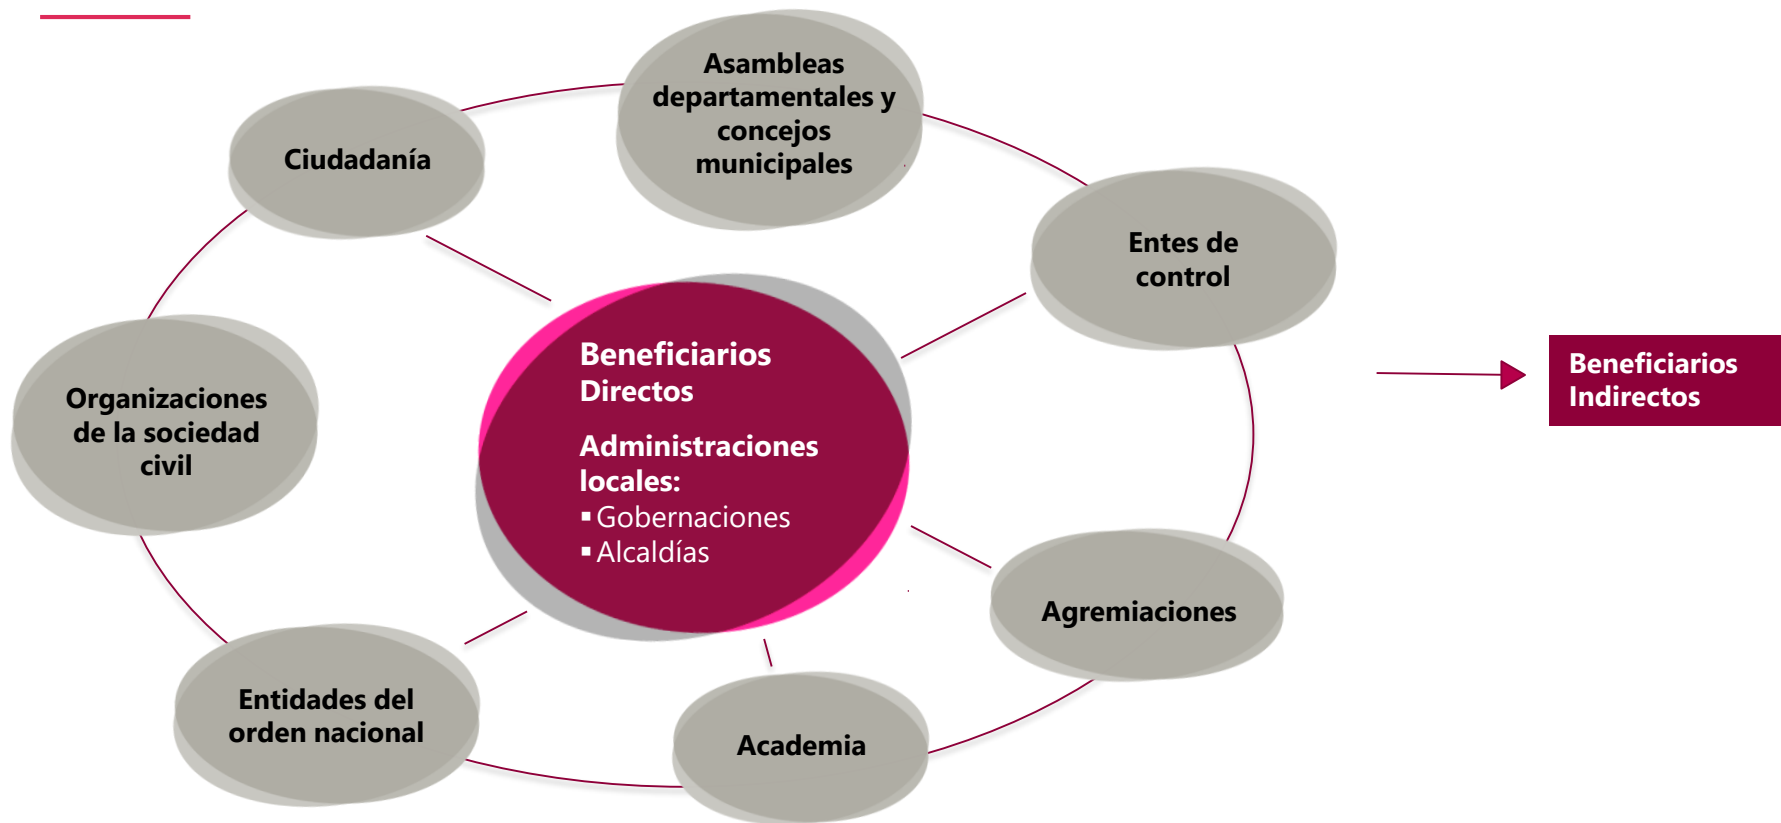 Asambleas
departamentales y
concejos
municipales
Ciudadanía
Entes de
control
Beneficiarios
Directos
Administraciones
locales:
▪ Gobernaciones
▪ Alcaldías
Beneficiarios
Indirectos
Organizaciones
de la sociedad
civil
Agremiaciones
Entidades del
orden nacional
Academia